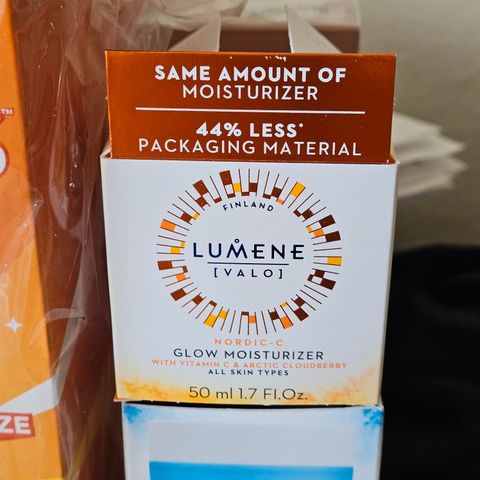 SAME AMOUNT OF
MOISTURIZER
44% LESS*
PACKAGING MATERIAL
FINLAND
LUMENE
[VALO]
NORDIC-C
GLOW MOISTURIZER
WITH VITAMIN C & ARCTIC CLOUDBERRY
ALL SKIN TYPES
50 ml 1.7 Fl.Oz.
TM
ZE